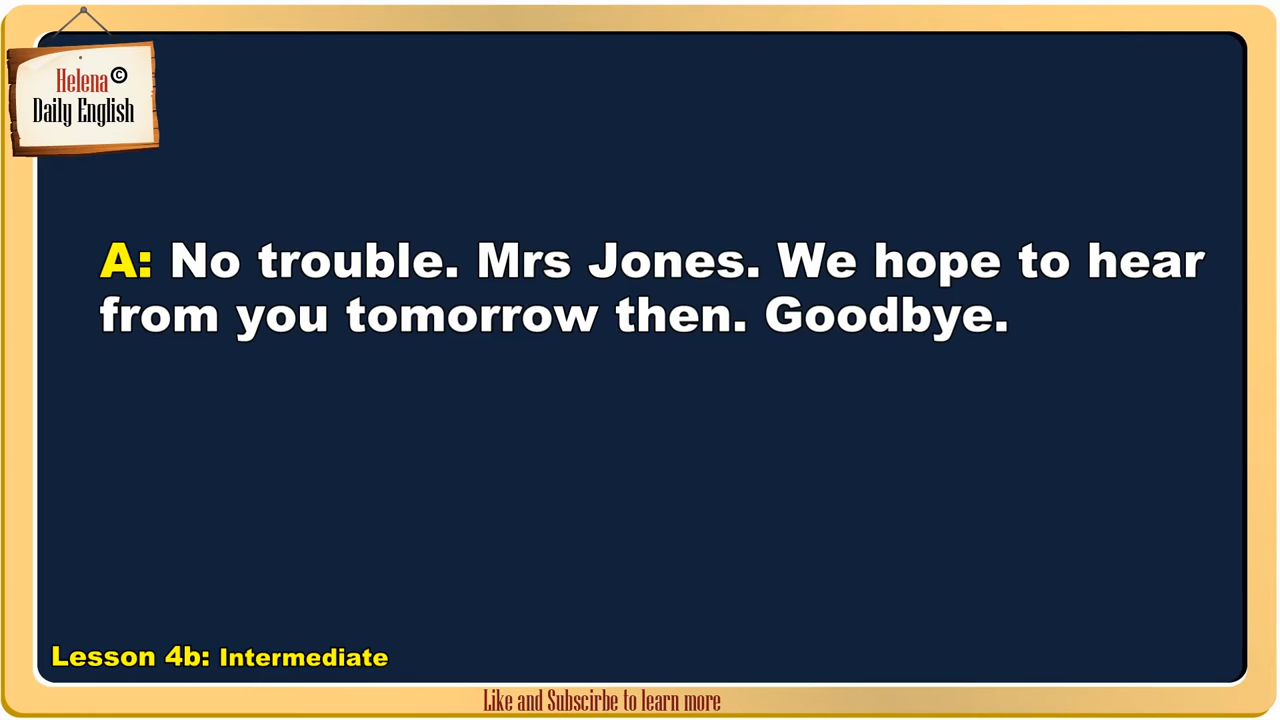 Helena ©
Daily English
A: No trouble. Mrs Jones. We hope to hear
from you tomorrow then. Goodbye.
Lesson 4b: Intermediate
Like and Subscirbe to learn more